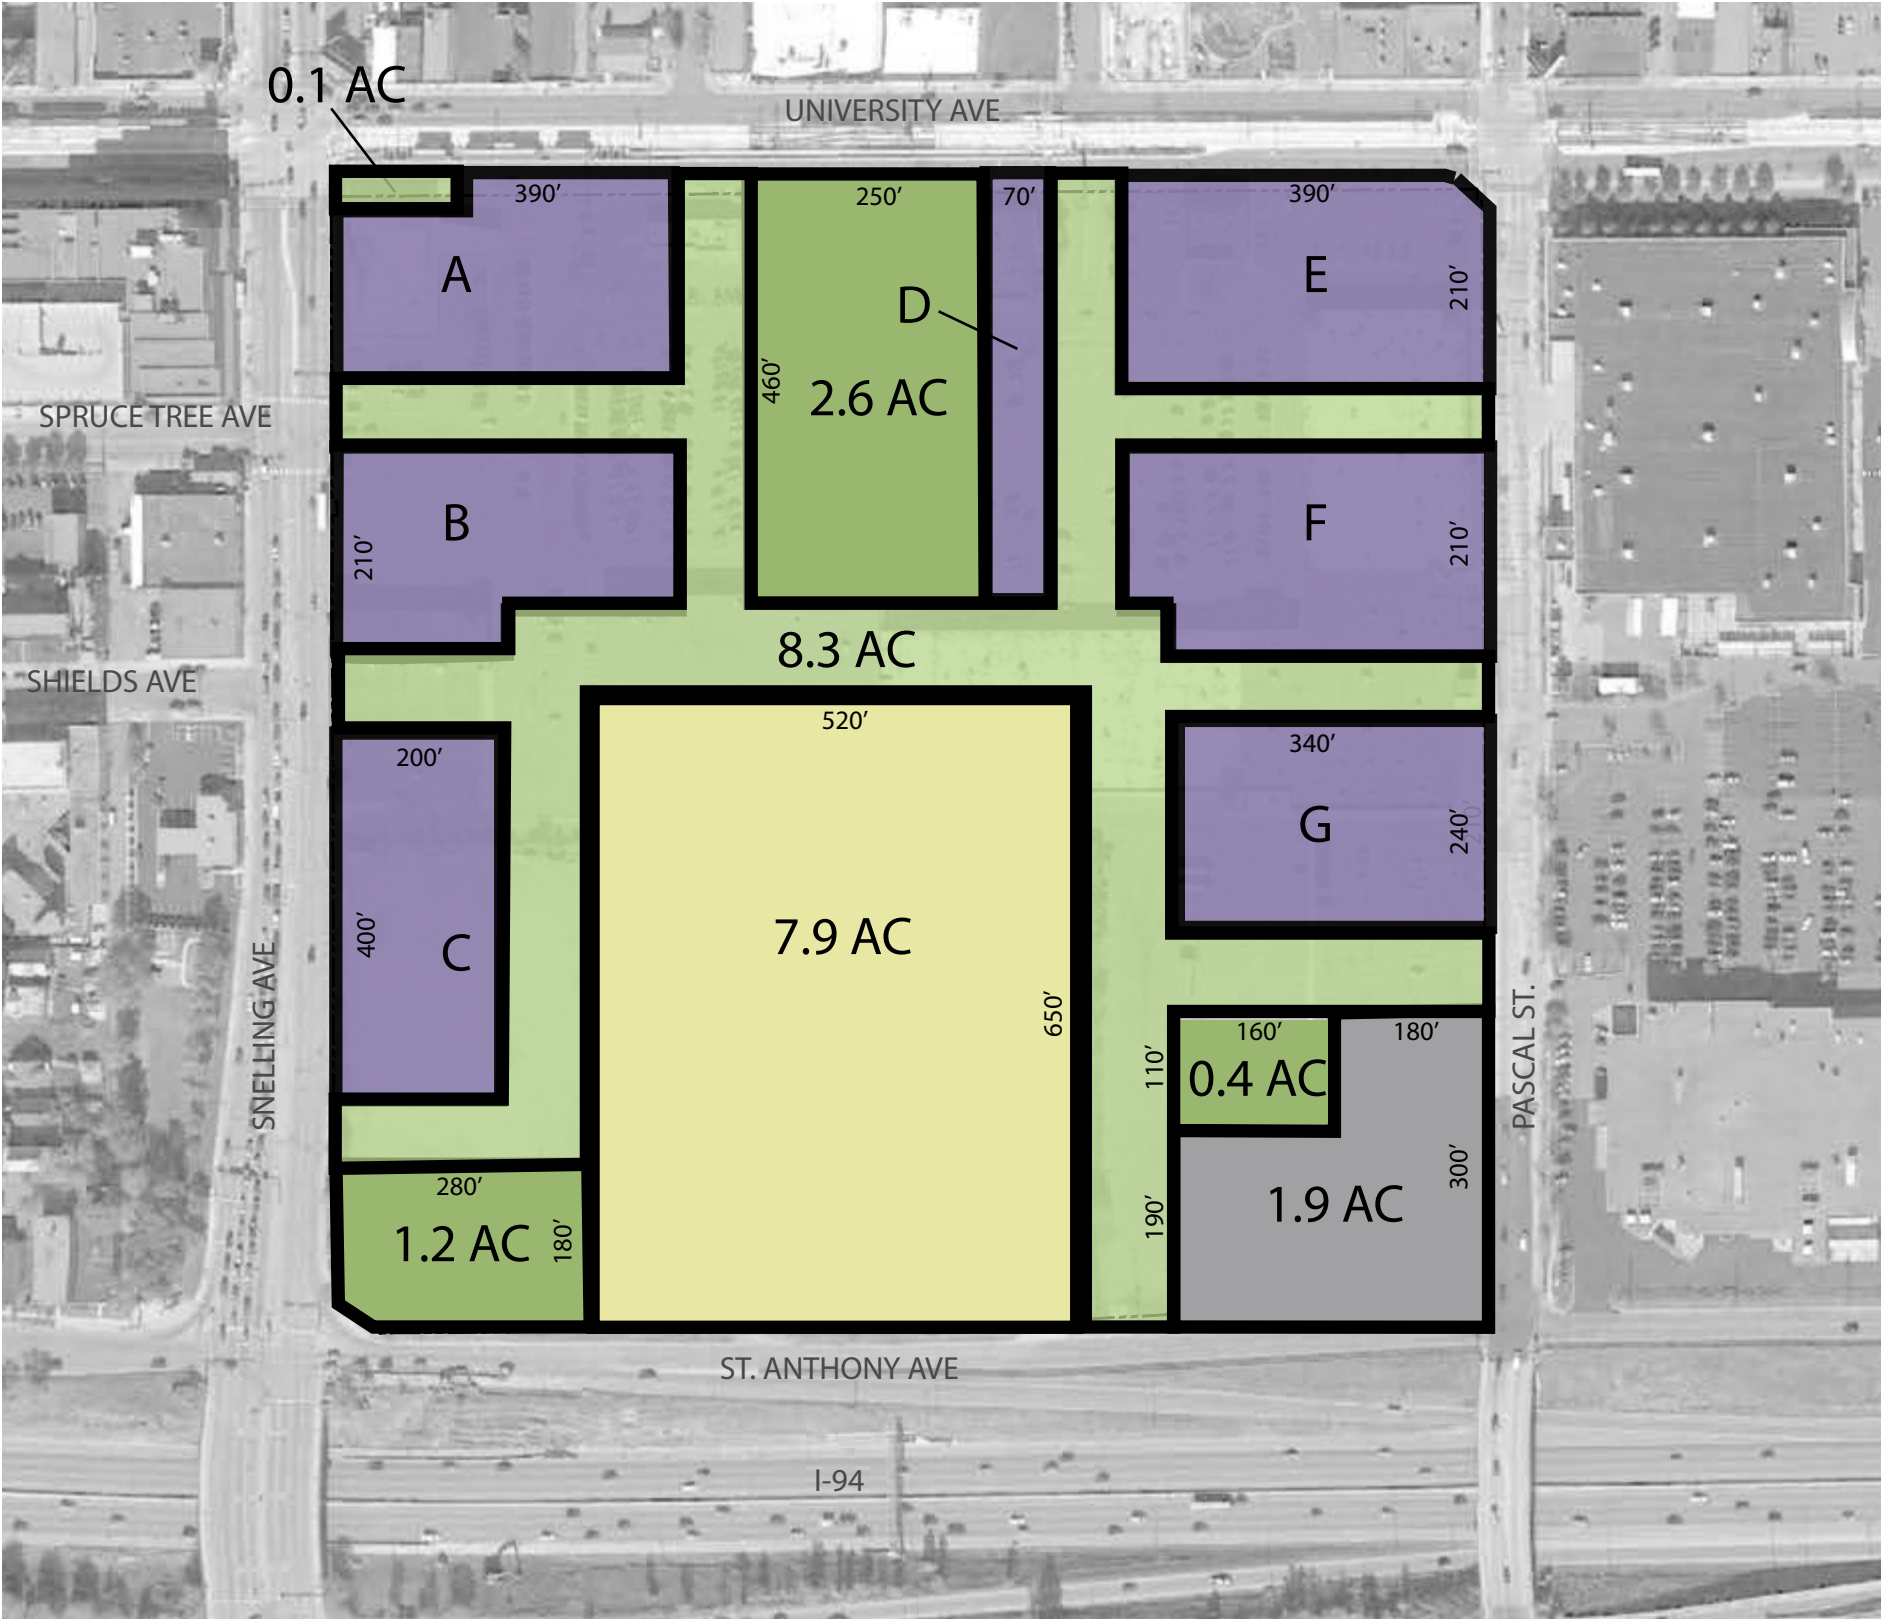 0.1 AC
UNIVERSITY AVE
390’
250’
70’
390’
A
D
E
210’
460’
2.6 AC
SPRUCE TREE AVE
B
F
210’
210’
8.3 AC
SHIELDS AVE
520’
200’
340’
G
240’
210’
400’
C
7.9 AC
650’
SNELLING AVE
PASCAL ST.
160’
180’
110’
0.4 AC
280’
1.2 AC
180’
190’
1.9 AC
300’
ST. ANTHONY AVE
I-94